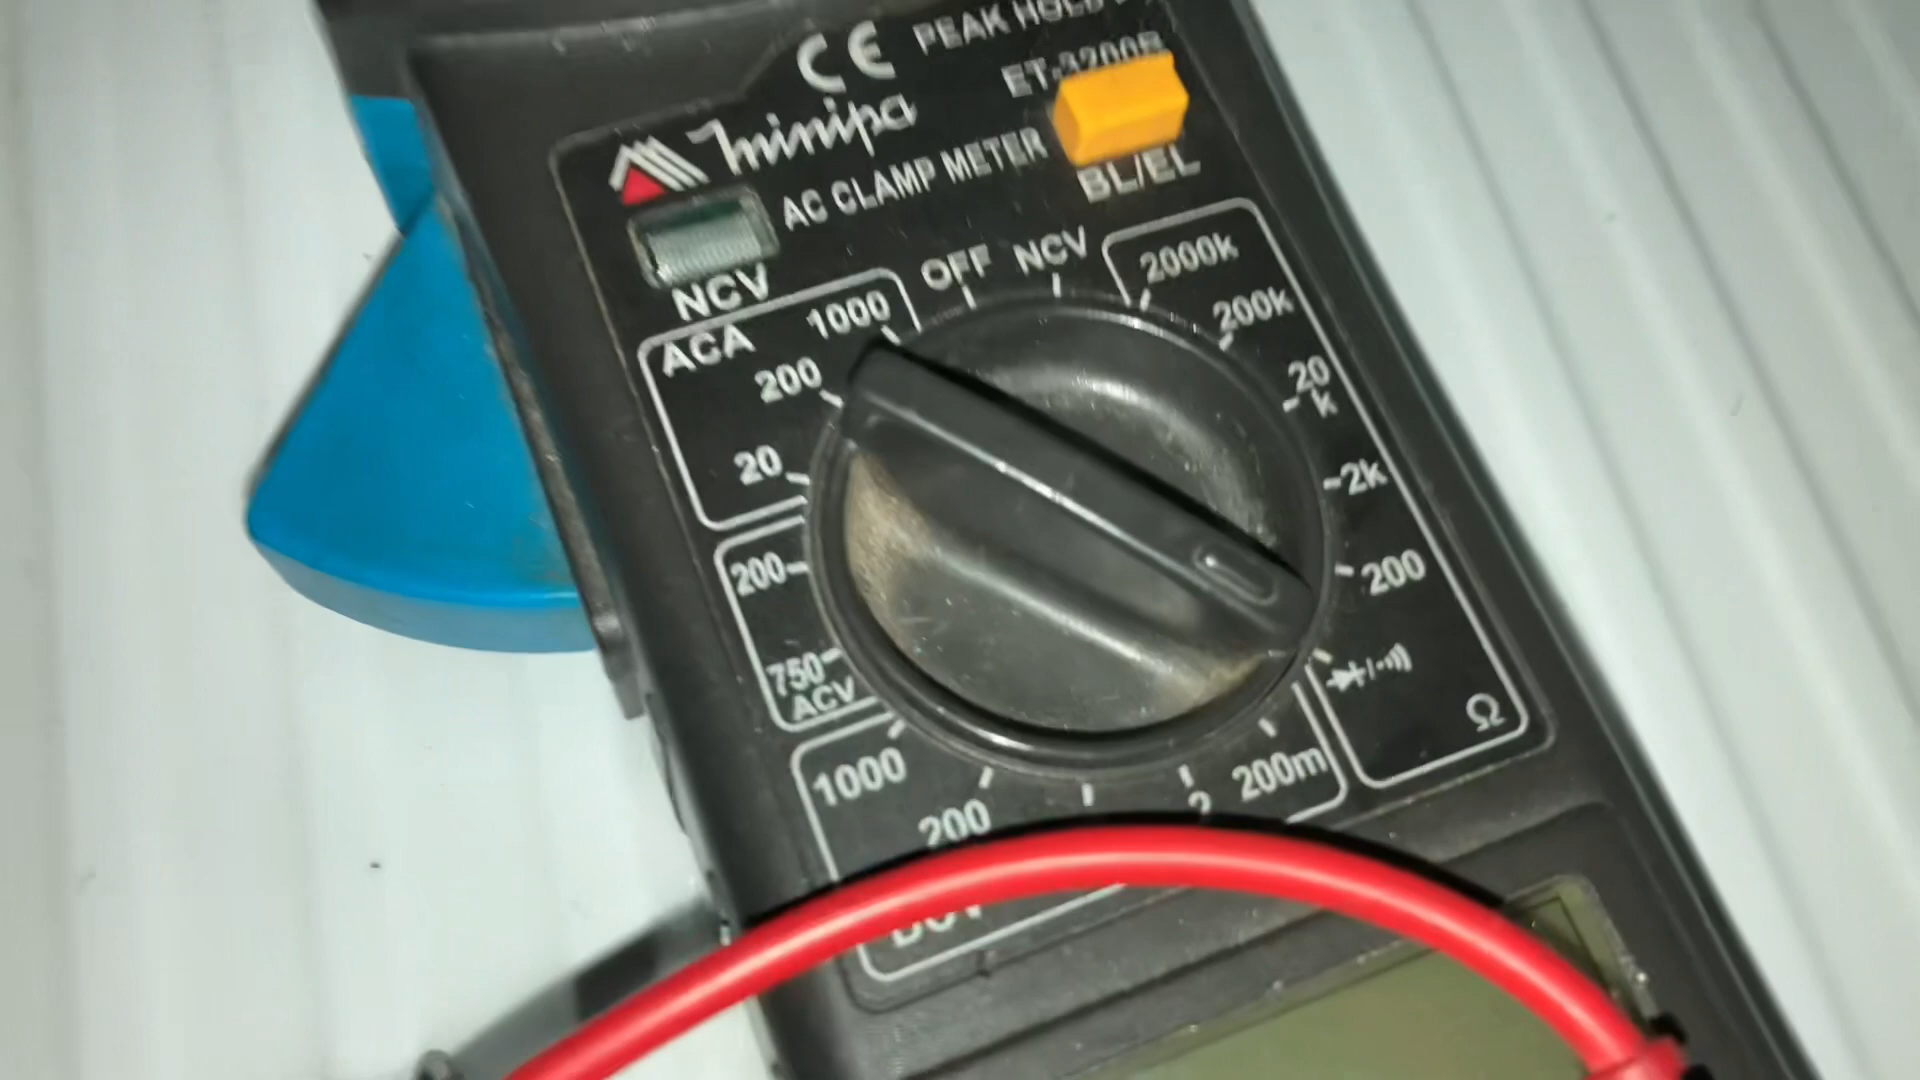 CE PEAK HOLD
ET-3200B
minipa
AC CLAMP METER
BL/EL
NCV
OFF NCV
ACA 1000
200
20
2000k
200k
20
k
2k
200
Ω
200
750
ACV
1000
200
2
200m
DCV